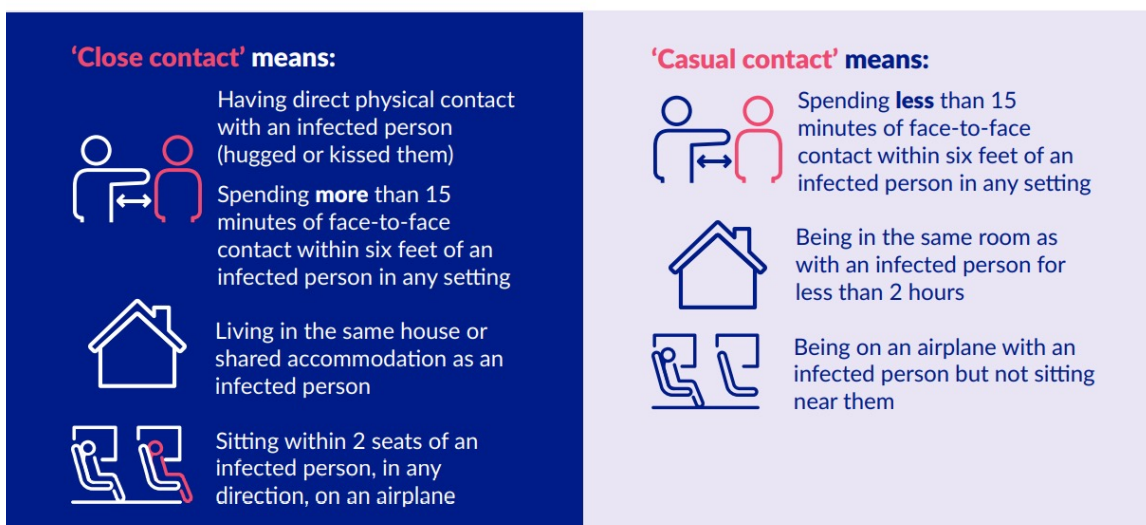 ‘Close contact’ means:
Having direct physical contact
with an infected person
(hugged or kissed them)
Spending more than 15
minutes of face-to-face
contact within six feet of an
infected person in any setting
Living in the same house or
shared accommodation as an
infected person
Sitting within 2 seats of an
infected person, in any
direction, on an airplane
‘Casual contact’ means:
Spending less than 15
minutes of face-to-face
contact within six feet of an
infected person in any setting
Being in the same room as
with an infected person for
less than 2 hours
Being on an airplane with an
infected person but not sitting
near them